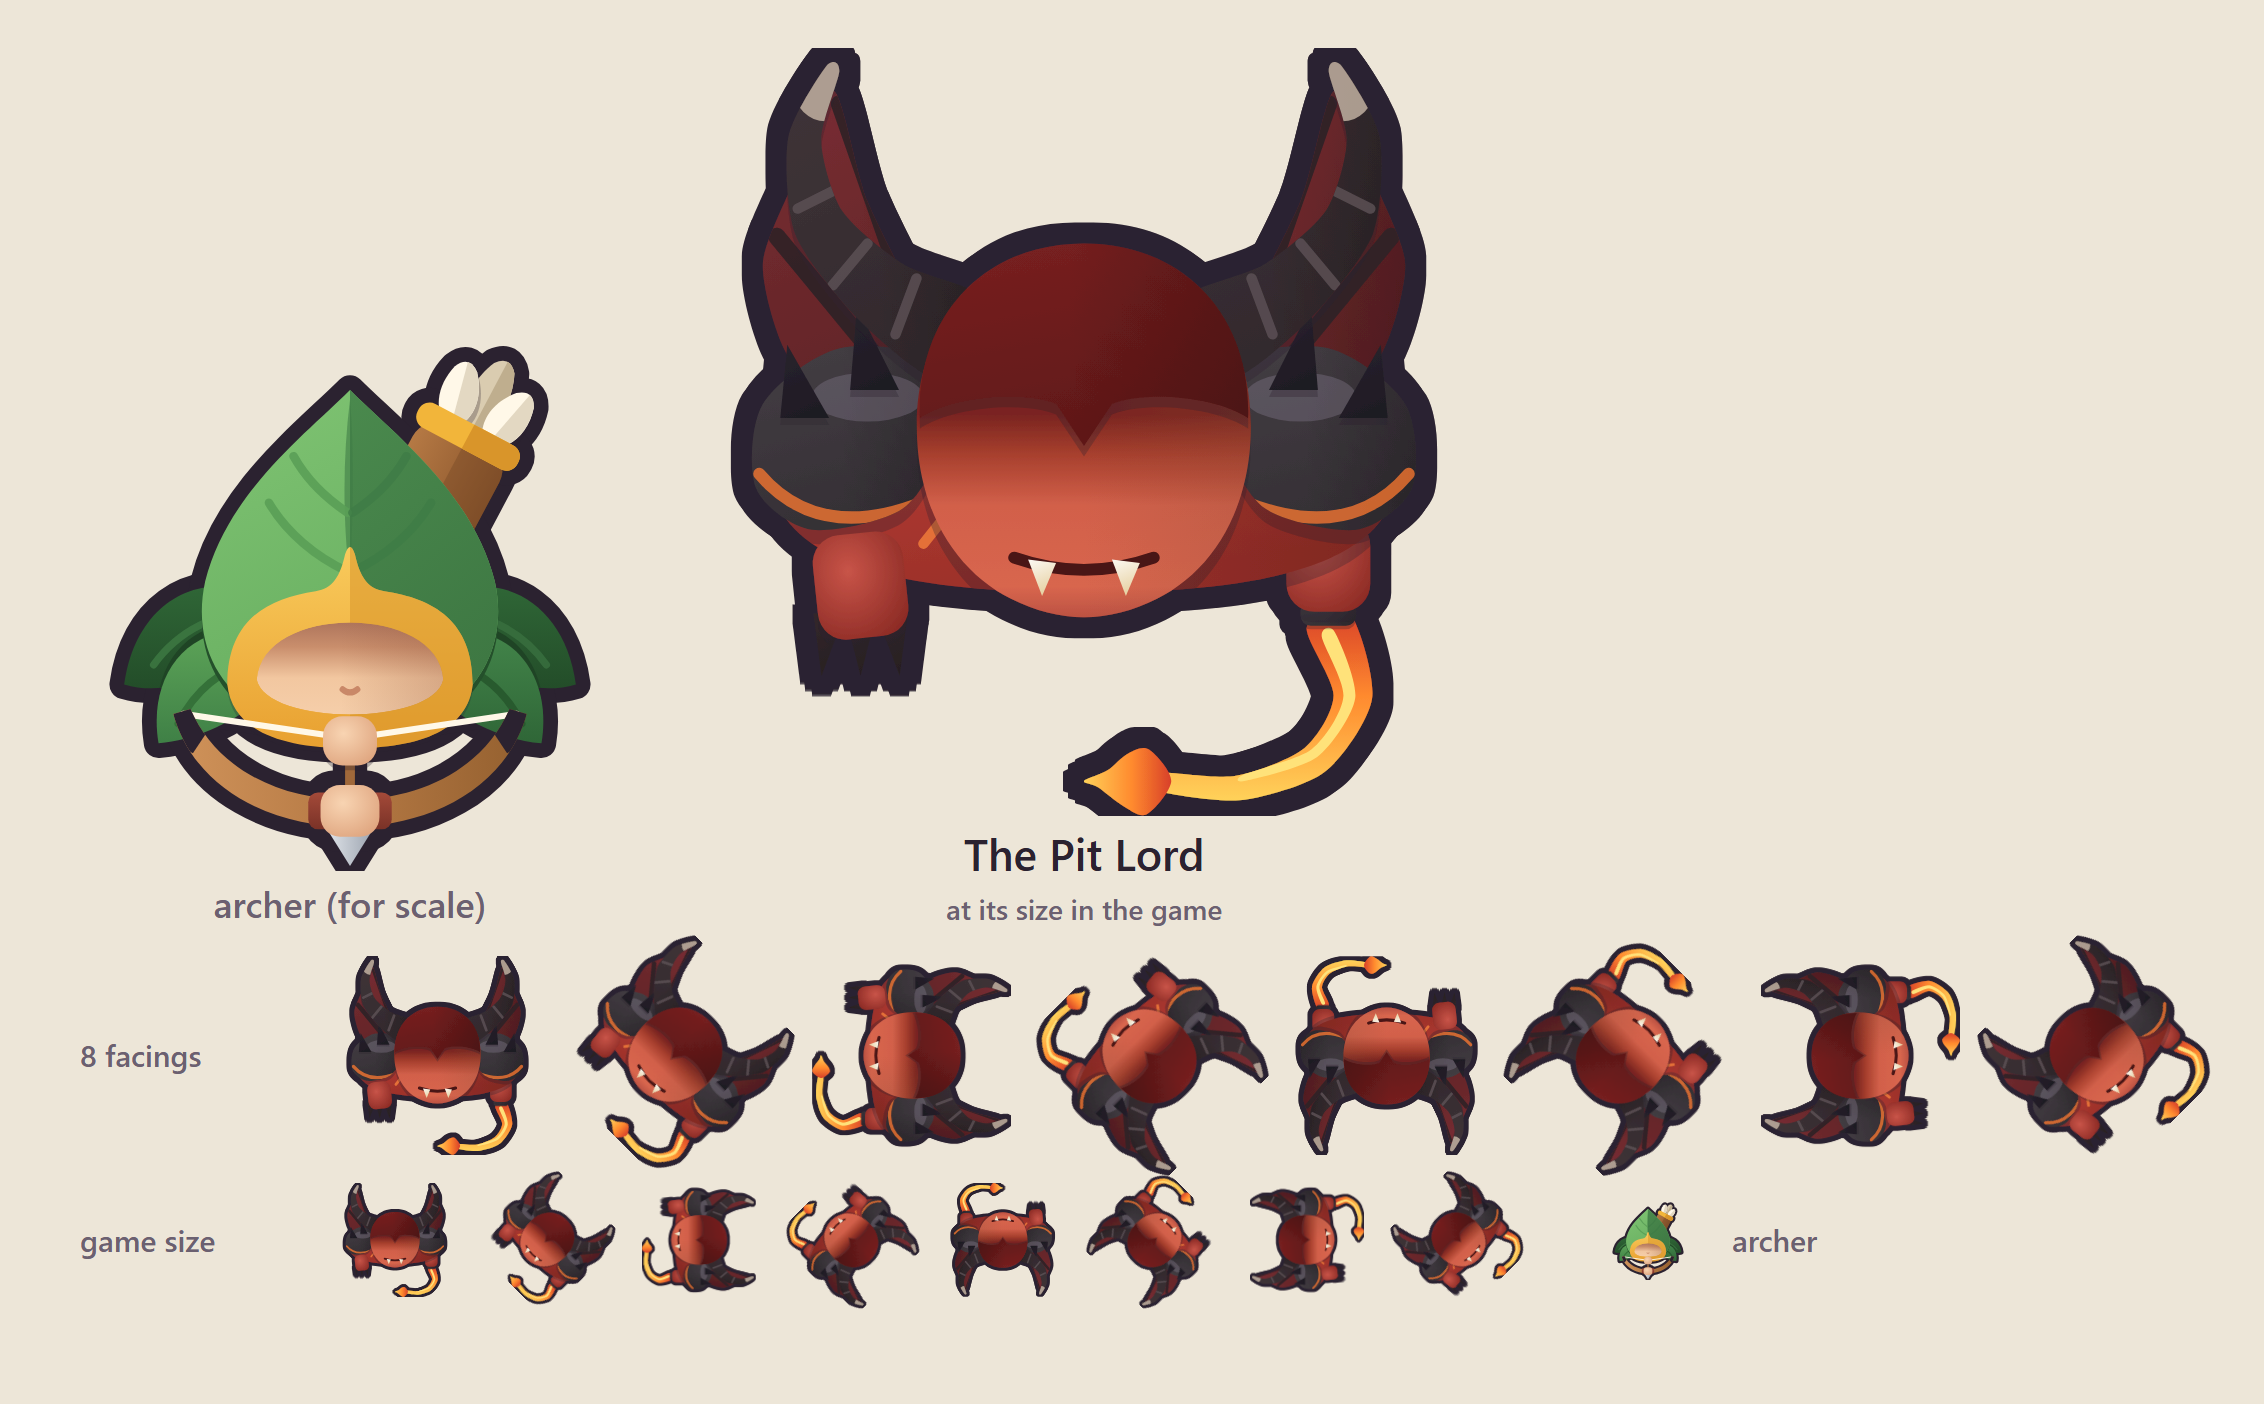 The Pit Lord
archer (for scale)
at its size in the game
8 facings
game size
archer